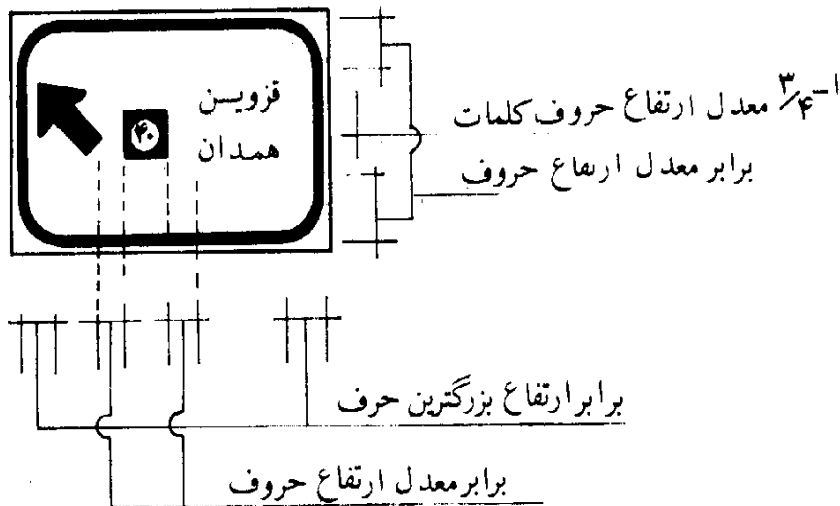 قزویسن
۴۰
همدان
۱-۳/۴ معدل ارتفاع حروف کلمات
برابر معدل ارتفاع حروف
برابر ارتفاع بزرگترین حرف
برابر معدل ارتفاع حروف